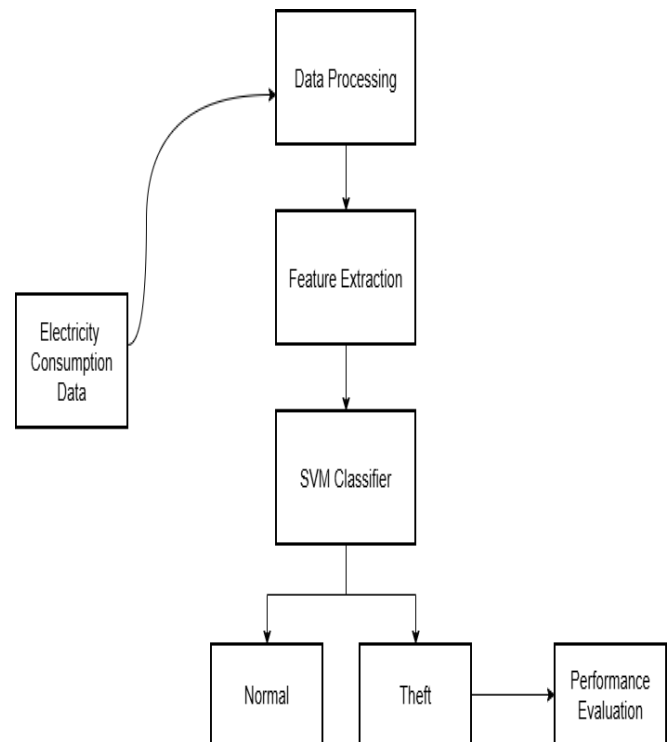 Data Processing
Feature Extraction
Electricity
Consumption
Data
SVM Classifier
Normal
Theft
Performance
Evaluation